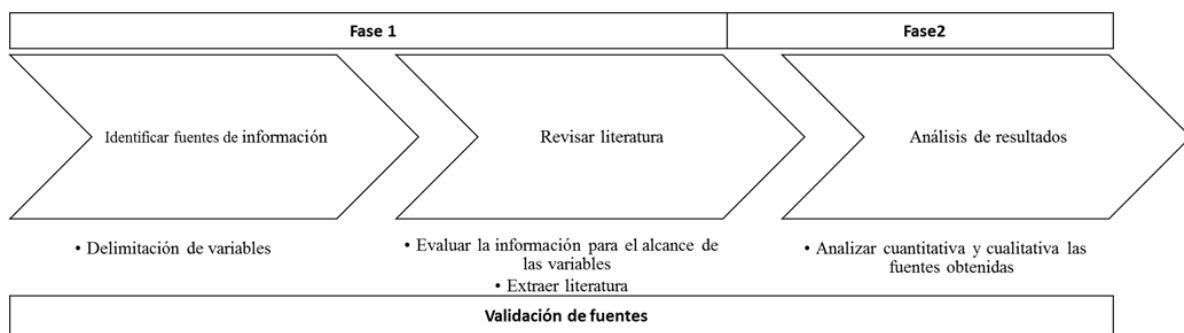 Fase 1
Fase2
Identificar fuentes de información
Revisar literatura
Análisis de resultados
• Delimitación de variables
• Evaluar la información para el alcance de
las variables
• Extraer literatura
• Analizar cuantitativa y cualitativa las
fuentes obtenidas
Validación de fuentes